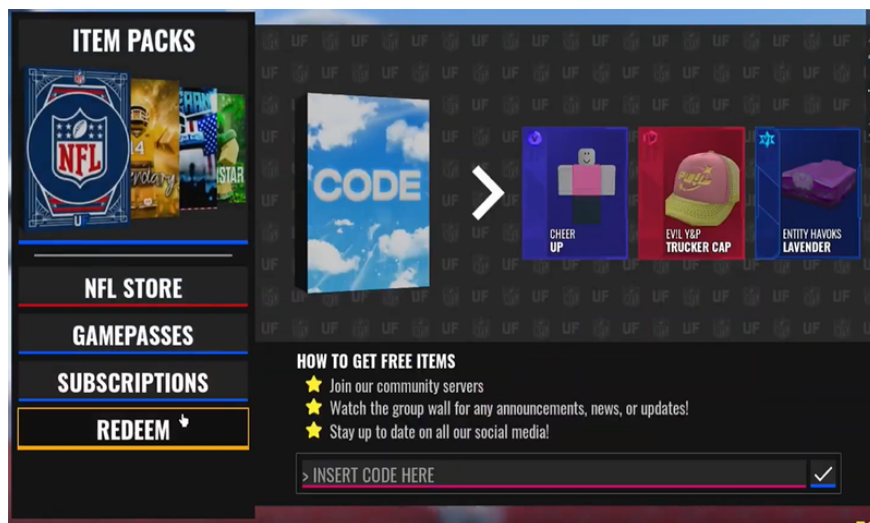 ITEM PACKS
NFL
U
NFL STORE
GAMEPASSES
SUBSCRIPTIONS
REDEEM
CODE
CHEER
UP
EV!L Y&P
TRUCKER CAP
ENTITY HAVOKS
LAVENDER
HOW TO GET FREE ITEMS
Join our community servers
Watch the group wall for any announcements, news, or updates!
Stay up to date on all our social media!
> INSERT CODE HERE